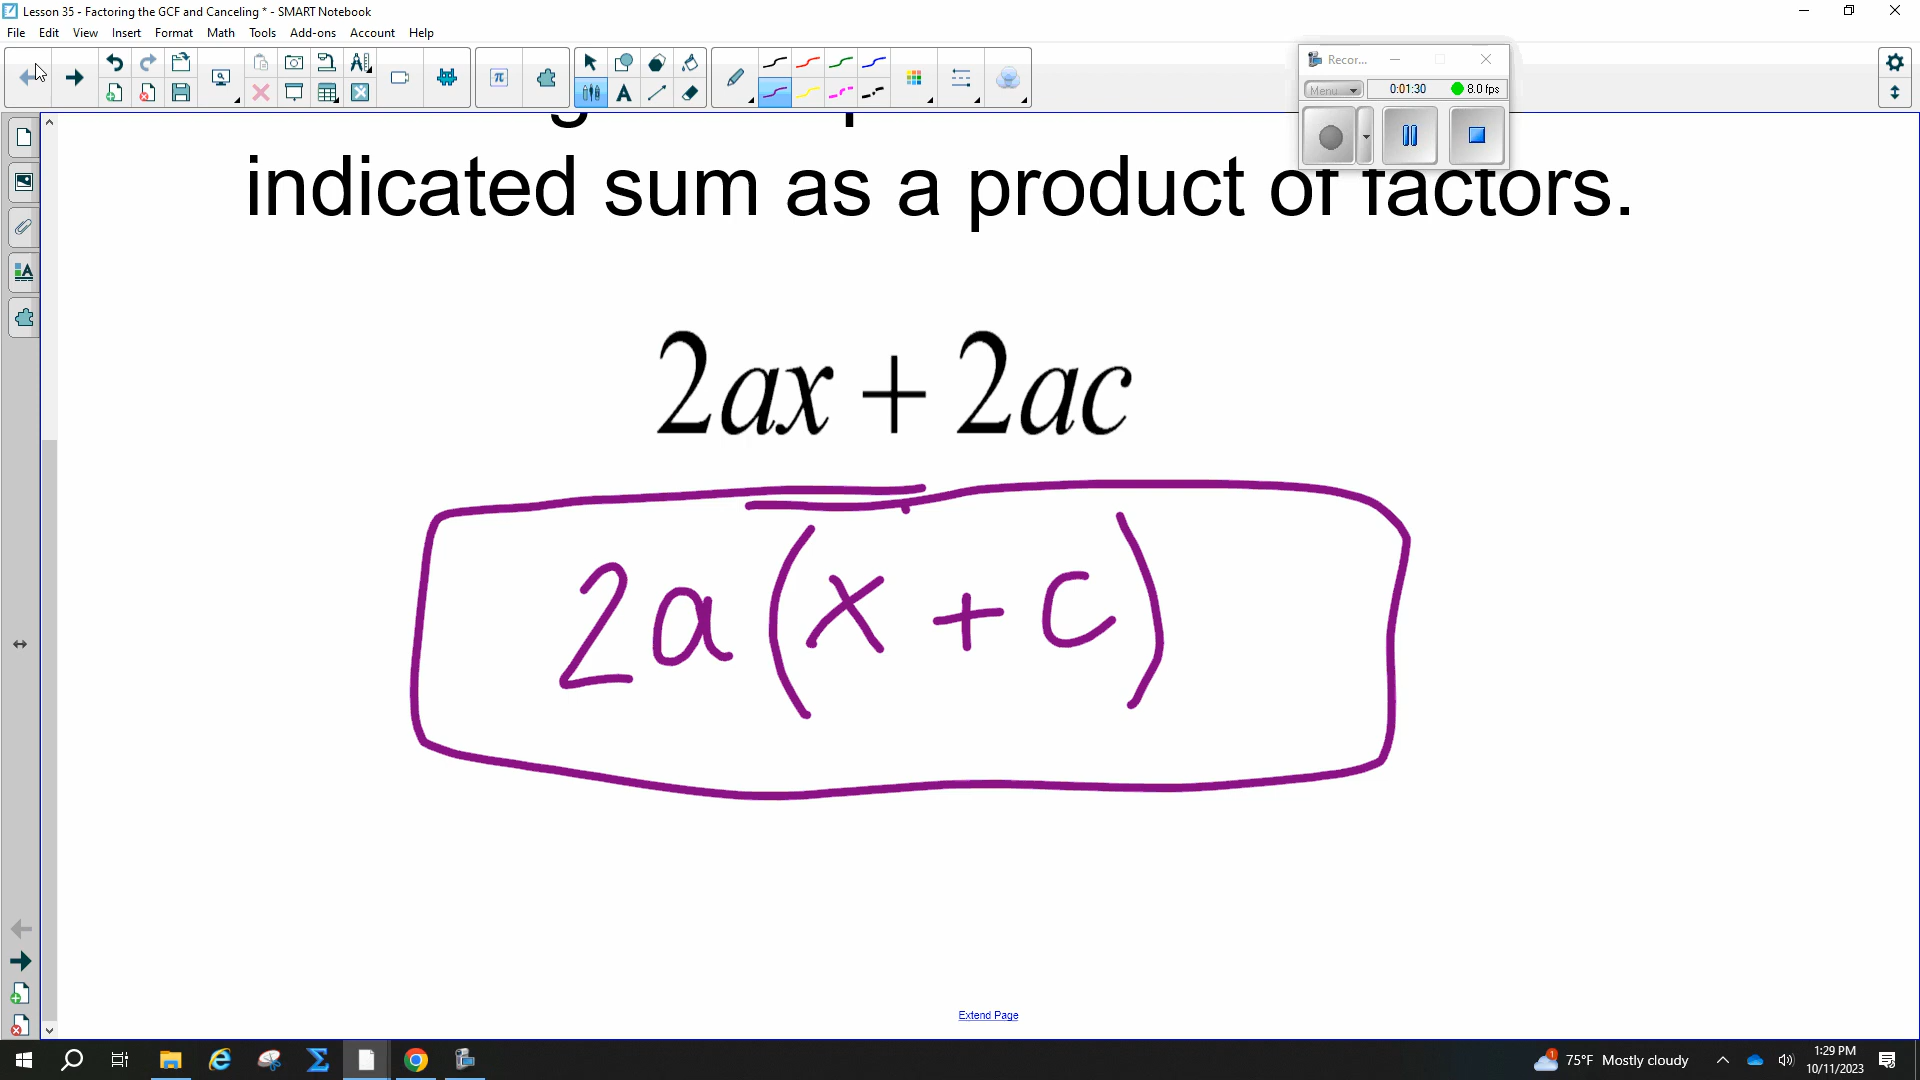 Lesson 35 - Factoring the GCF and Canceling * - SMART Notebook
File Edit View Insert Format Math Tools Add-ons Account Help
Recor...
Menu 0:01:30 8.0 fps
indicated sum as a product of factors.
2ax + 2ac
2a(x + c)
Extend Page
75°F Mostly cloudy
1:29 PM
10/11/2023